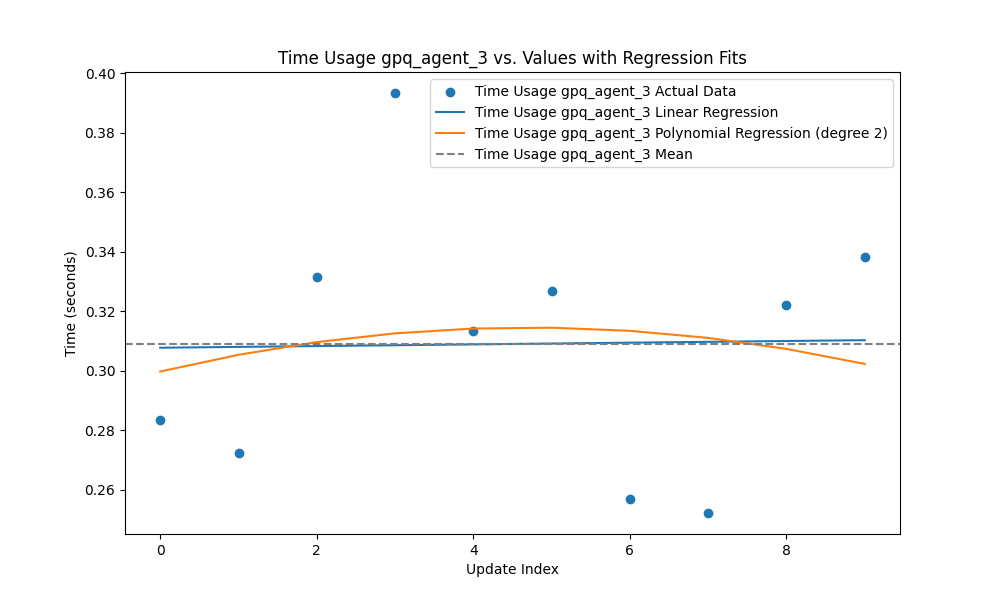 Time Usage gpq_agent_3 vs. Values with Regression Fits
Time Usage gpq_agent_3 Actual Data
Time Usage gpq_agent_3 Linear Regression
Time Usage gpq_agent_3 Polynomial Regression (degree 2)
Time Usage gpq_agent_3 Mean
Time (seconds)
0.40
0.38
0.36
0.34
0.32
0.30
0.28
0.26
0 2 4 6 8
Update Index